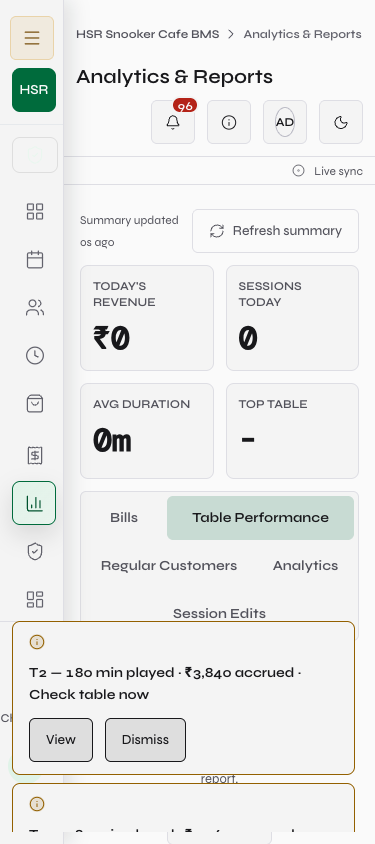 HSR Snooker Cafe BMS > Analytics & Reports
HSR
Analytics & Reports
96
AD
Live sync
Summary updated
0s ago
Refresh summary
TODAY'S
REVENUE
₹0
SESSIONS
TODAY
0
AVG DURATION
0m
TOP TABLE
-
Bills
Table Performance
Regular Customers
Analytics
Session Edits
T2 — 180 min played · ₹3,840 accrued ·
Check table now
View
Dismiss
report.